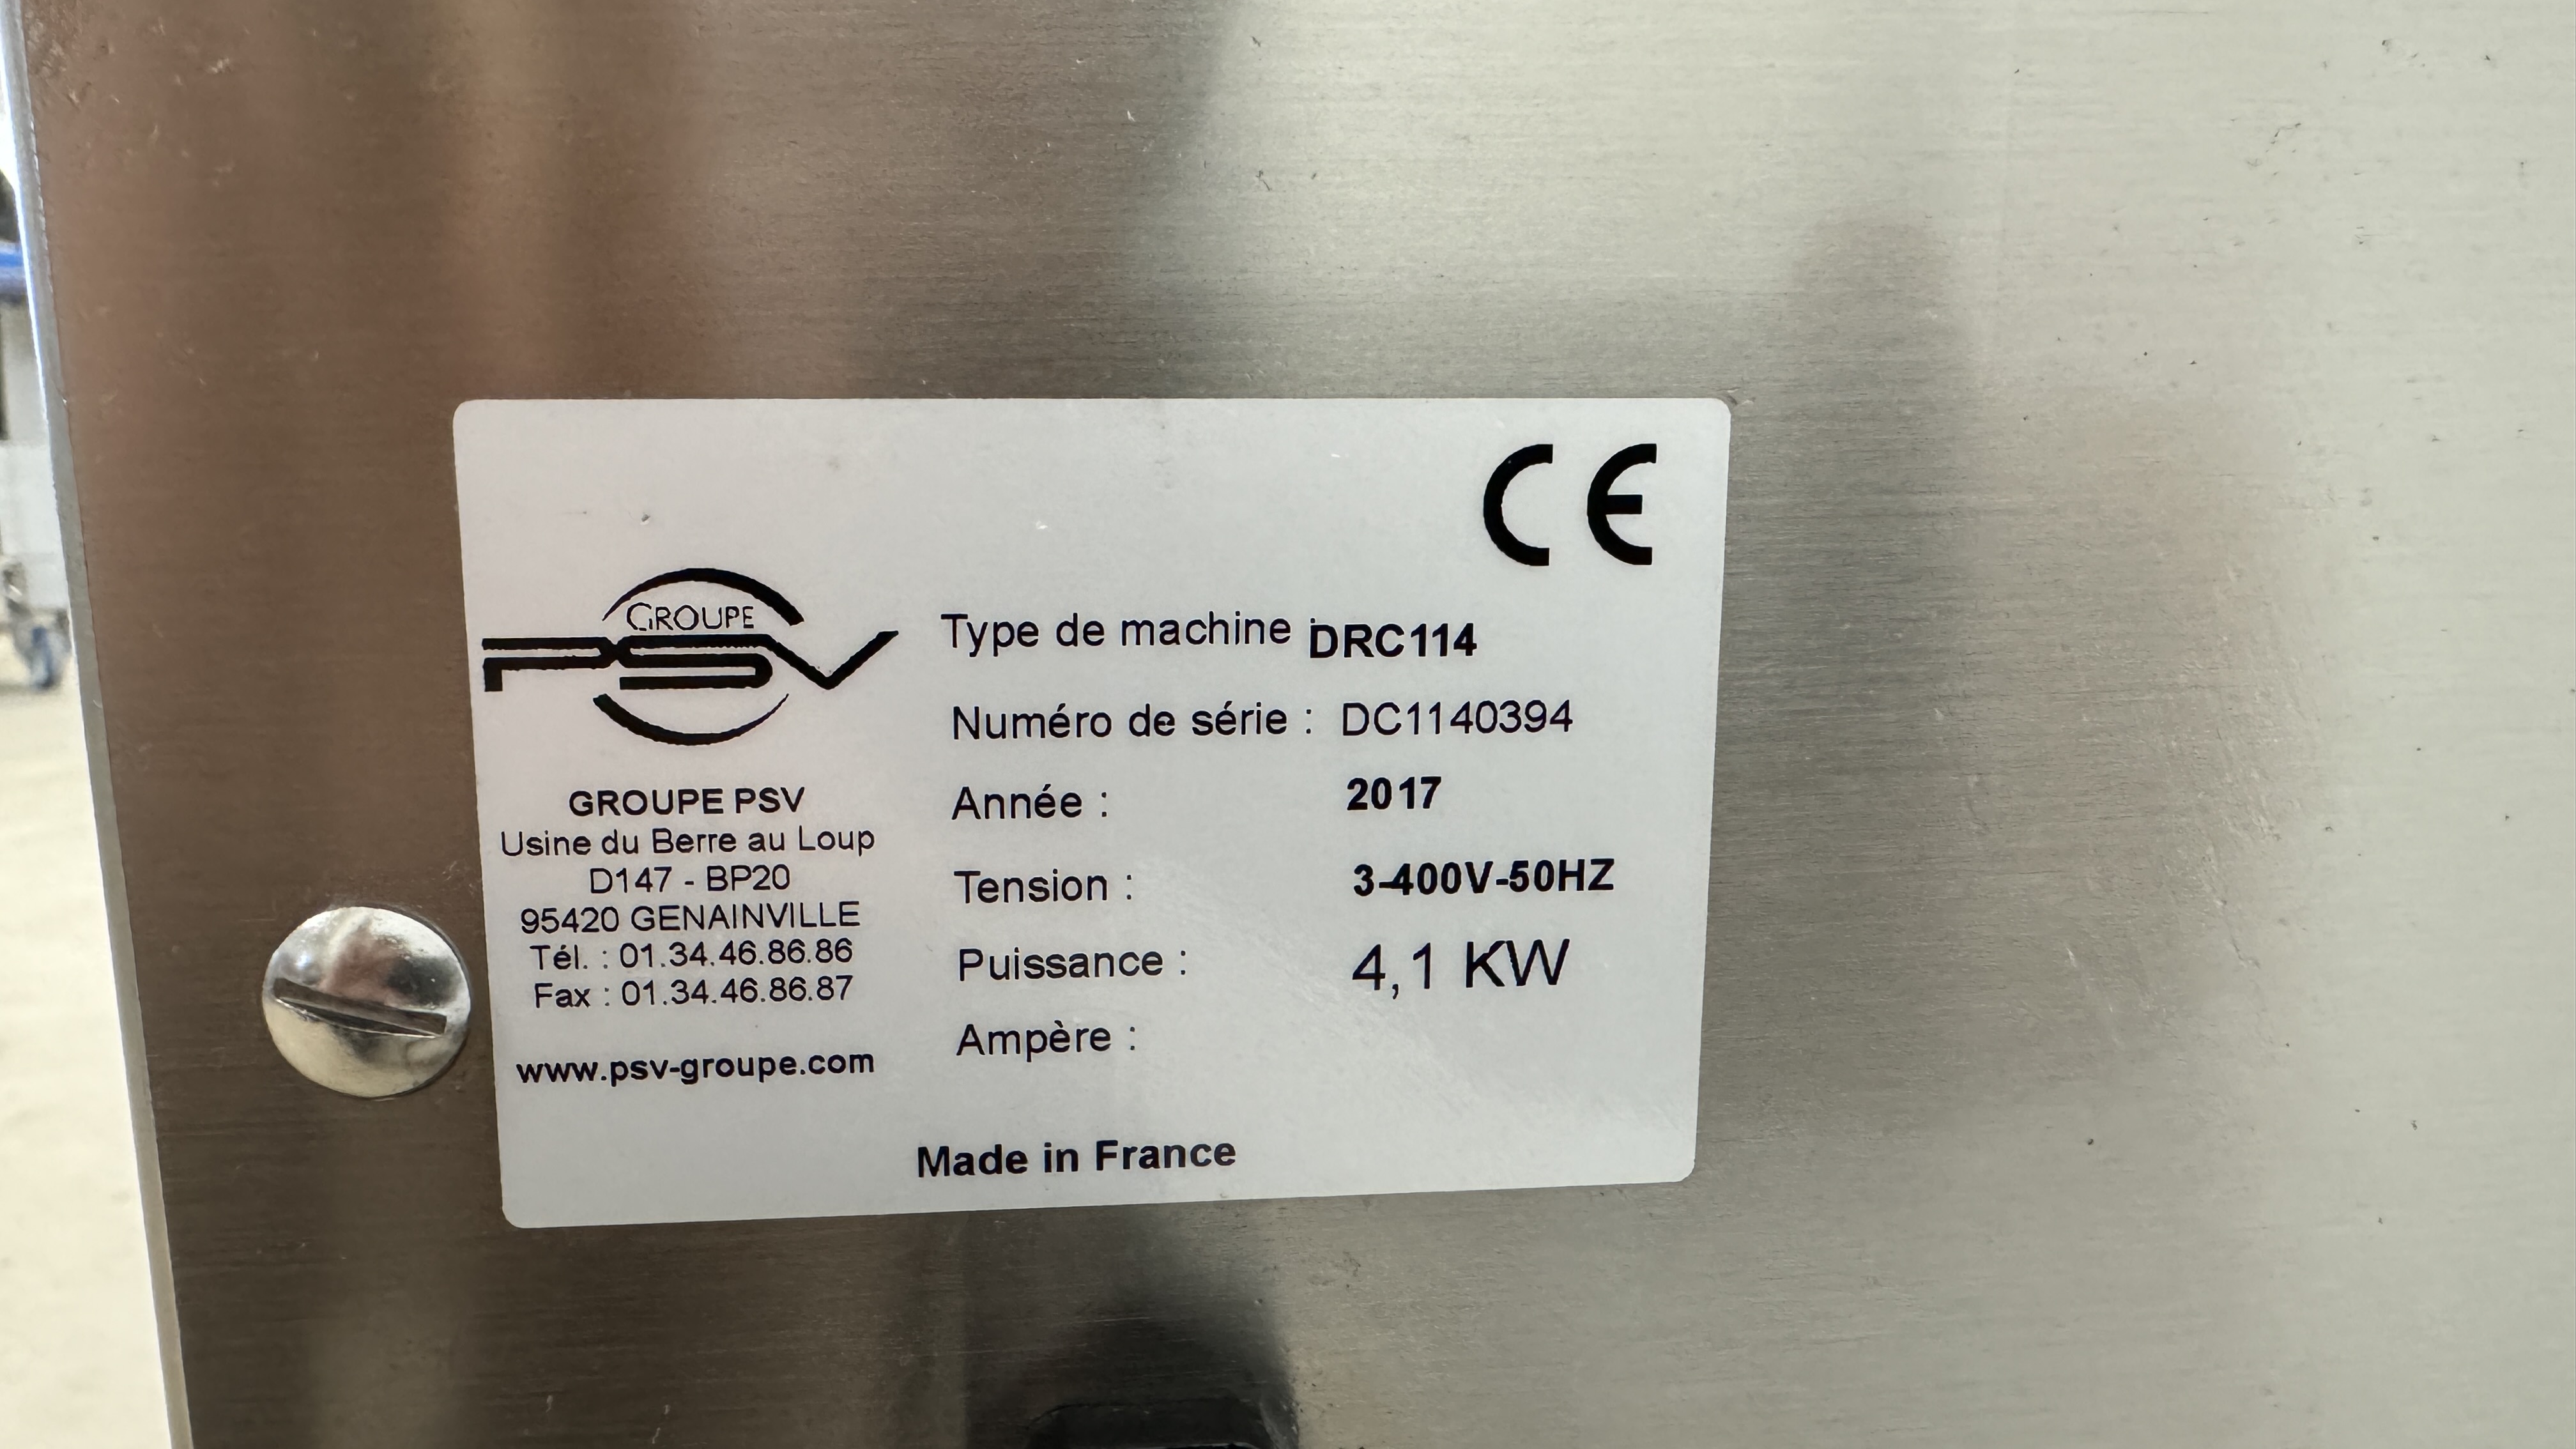 CE
GROUPE
PSV
Type de machine : DRC114
Numéro de série : DC1140394
Année : 2017
Tension : 3-400V-50HZ
Puissance : 4,1 KW
Ampère :
GROUPE PSV
Usine du Berre au Loup
D147 - BP20
95420 GENAINVILLE
Tél. : 01.34.46.86.86
Fax : 01.34.46.86.87
www.psv-groupe.com
Made in France